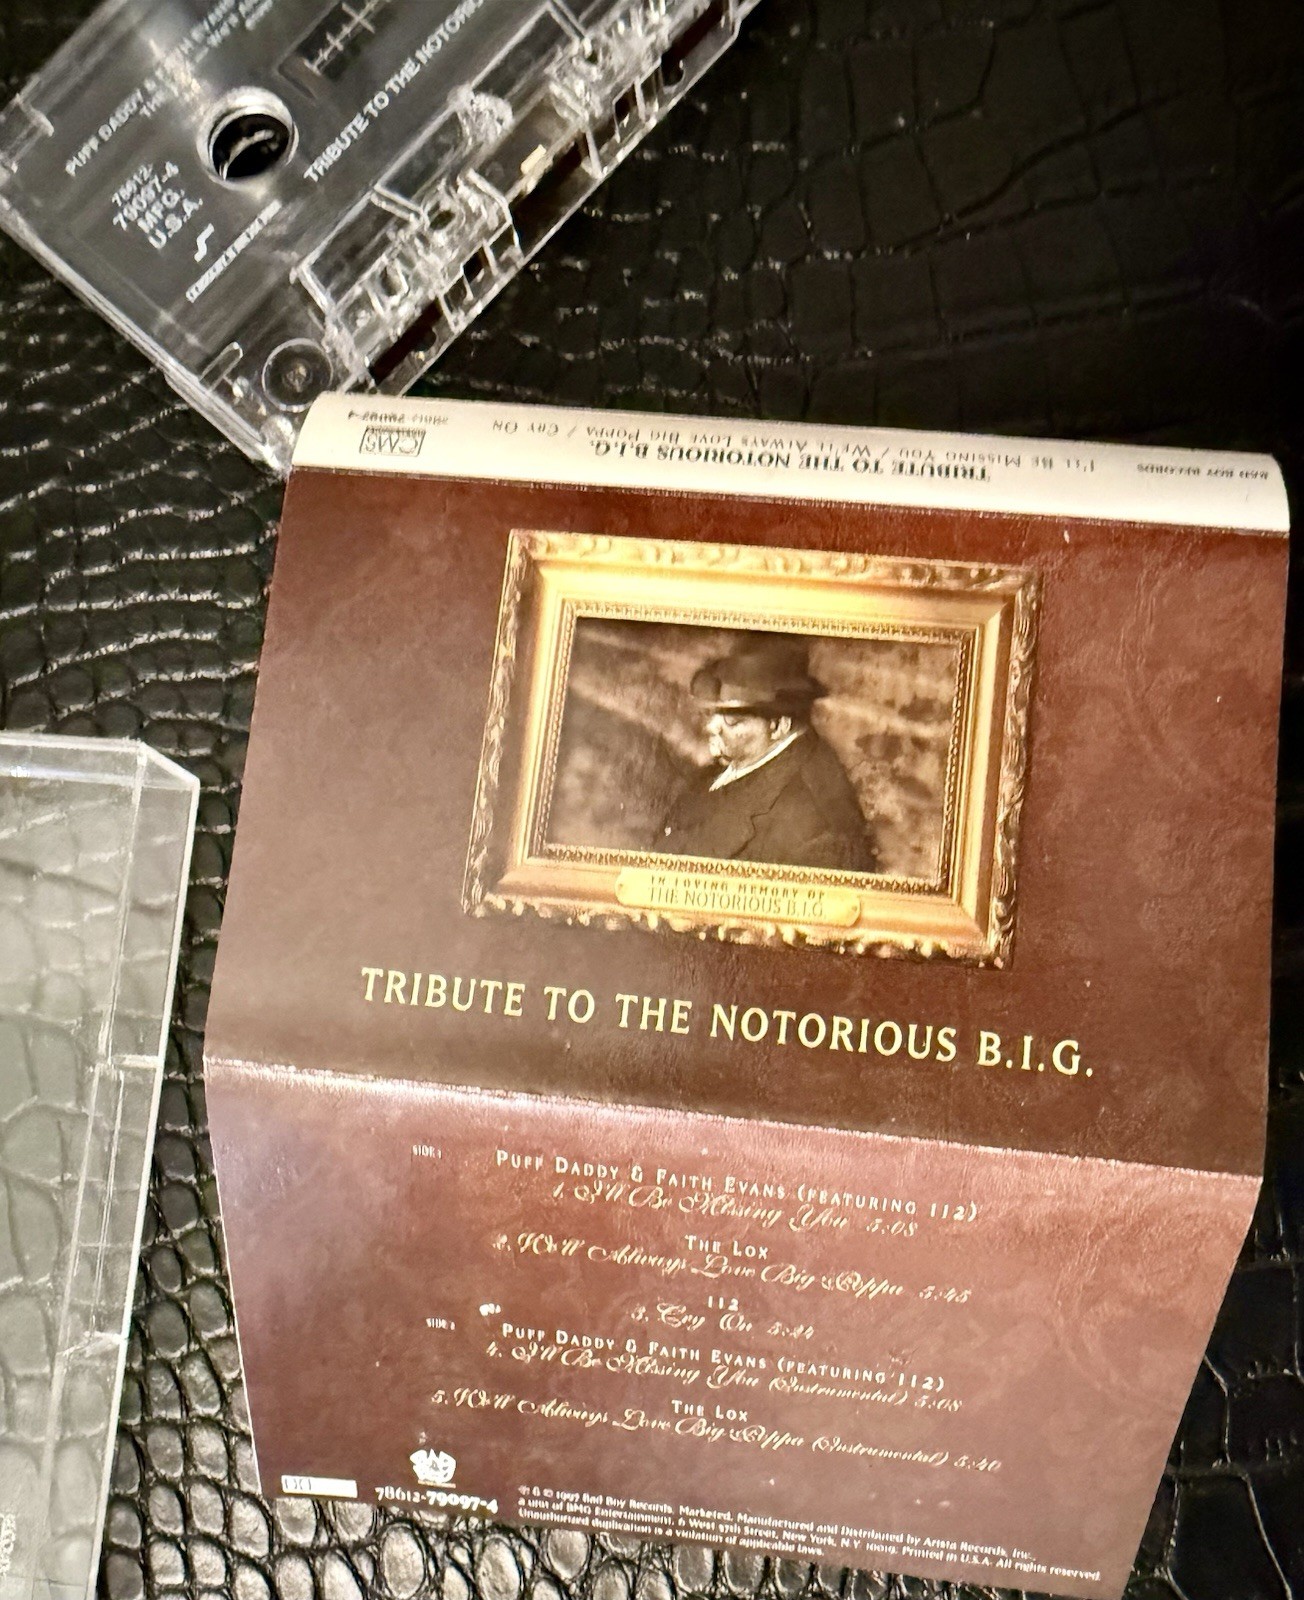 PUFF DADDY &
TRIBUTE TO THE NOTORIOUS
78612-
79097-4
MFG.
U.S.A.
BAD BOY RECORDS
TRIBUTE TO THE NOTORIOUS B.I.G.
I'll Be Missing You / We'll Always Love Big Poppa / Cry On
CMS
78612-79097-4
IN LOVING MEMORY OF
THE NOTORIOUS B.I.G.
TRIBUTE TO THE NOTORIOUS B.I.G.
SIDE 1
PUFF DADDY & FAITH EVANS (FEATURING 112)
1. I'll Be Missing You 5:08
THE LOX
2. We'll Always Love Big Poppa 5:45
112
3. Cry On 5:24
SIDE 2
PUFF DADDY & FAITH EVANS (FEATURING 112)
4. I'll Be Missing You (Instrumental) 5:08
THE LOX
5. We'll Always Love Big Poppa (Instrumental) 5:40
78612-79097-4
℗ & © 1997 Bad Boy Records. Marketed, Manufactured and Distributed by Arista Records, Inc.,
a unit of BMG Entertainment, 6 West 57th Street, New York, N.Y. 10019. Printed in U.S.A. All rights reserved.
Unauthorized duplication is a violation of applicable laws.